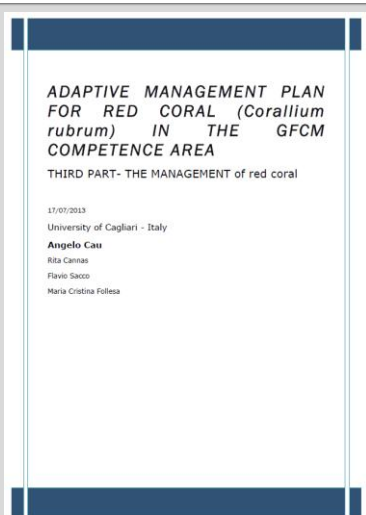 ADAPTIVE MANAGEMENT PLAN
FOR RED CORAL (Corallium
rubrum) IN THE GFCM
COMPETENCE AREA
THIRD PART- THE MANAGEMENT of red coral
17/07/2013
University of Cagliari - Italy
Angelo Cau
Rita Cannas
Flavio Sacco
Maria Cristina Follesa